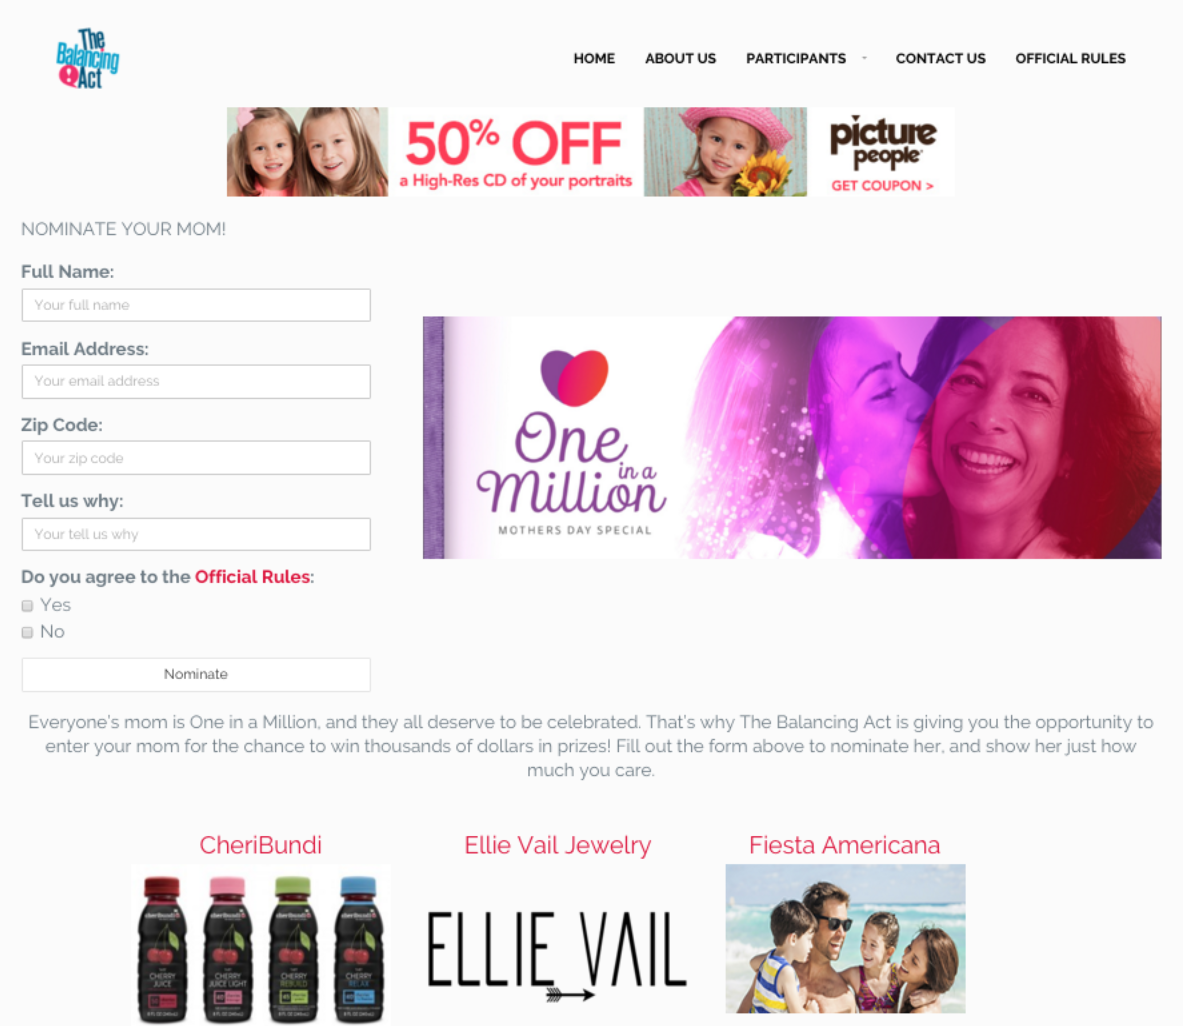 The
Balancing
Act
HOME ABOUT US PARTICIPANTS CONTACT US OFFICIAL RULES
50% OFF
a High-Res CD of your portraits
picture
people
GET COUPON >
NOMINATE YOUR MOM!
Full Name:
Your full name
Email Address:
Your email address
Zip Code:
Your zip code
Tell us why:
Your tell us why
Do you agree to the Official Rules:
Yes
No
Nominate
One
in a
Million
MOTHERS DAY SPECIAL
Everyone's mom is One in a Million, and they all deserve to be celebrated. That's why The Balancing Act is giving you the opportunity to
enter your mom for the chance to win thousands of dollars in prizes! Fill out the form above to nominate her, and show her just how
much you care.
CheriBundi Ellie Vail Jewelry Fiesta Americana
cheribundi cheribundi cheribundi cheribundi
CHERRY JUICE
CHERRY JUICE LIGHT
CHERRY REBUILD
CHERRY RELAX
ELLIE VAIL